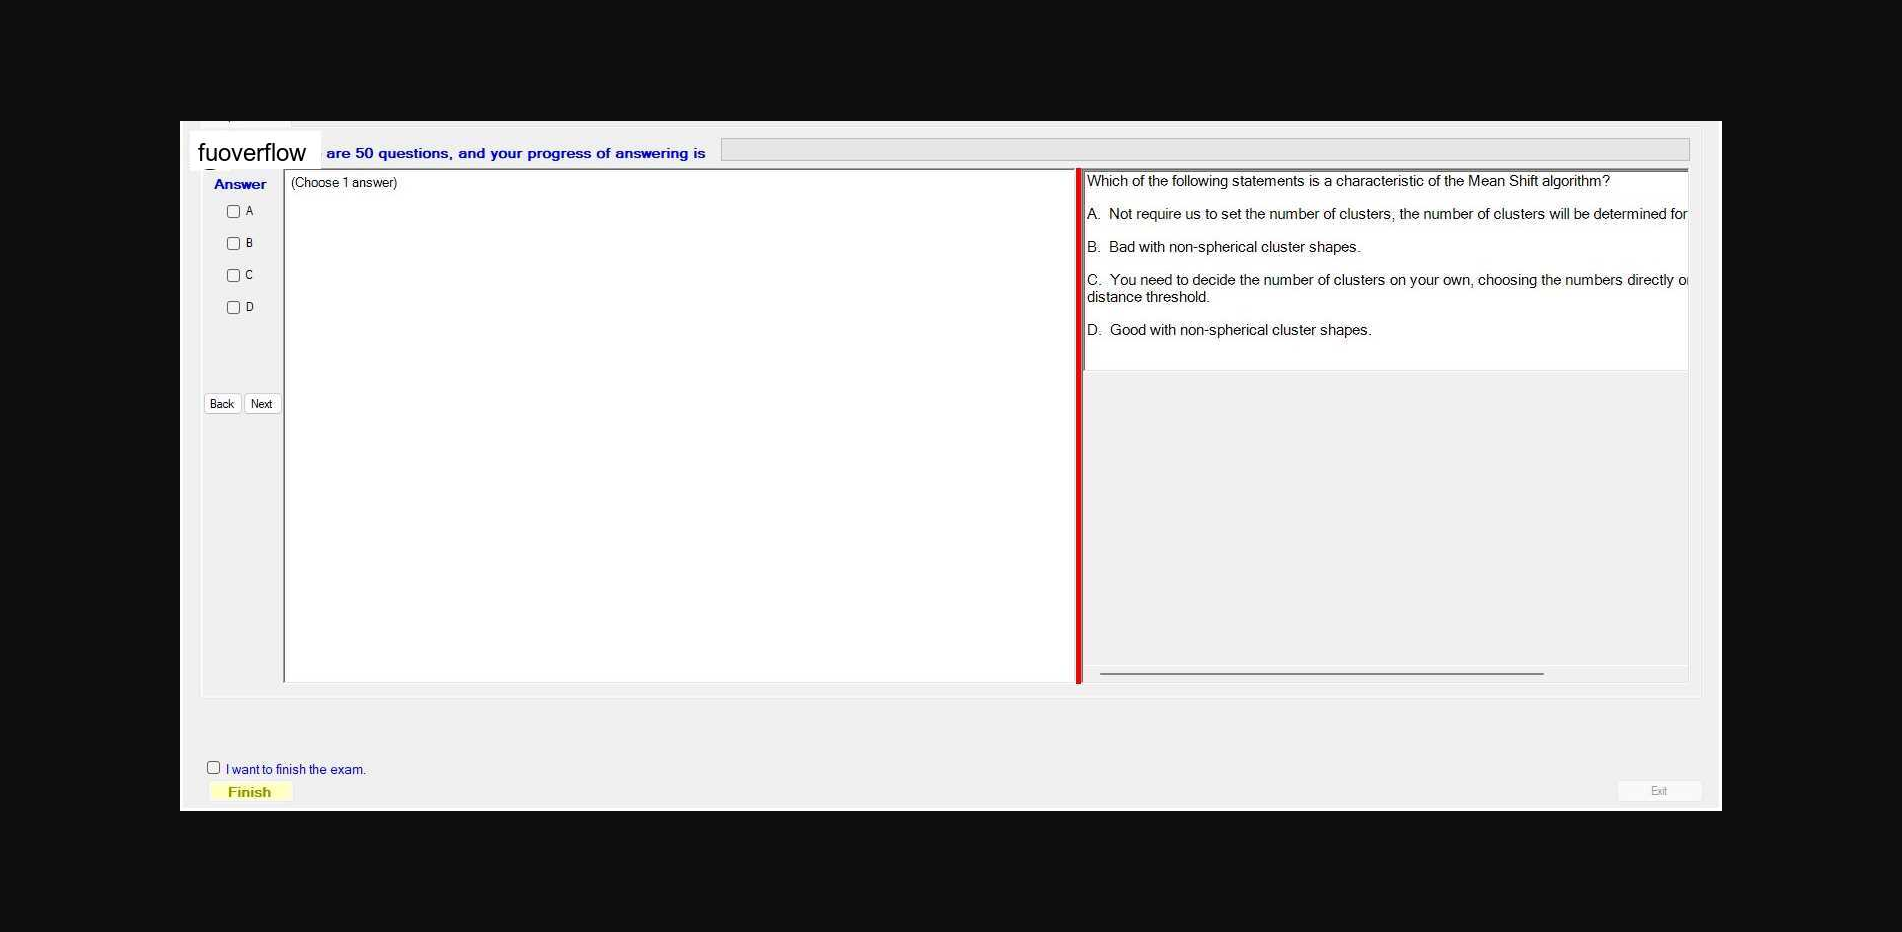 fuoverflow are 50 questions, and your progress of answering is
Answer
A
B
C
D
Back Next
(Choose 1 answer)
Which of the following statements is a characteristic of the Mean Shift algorithm?
A. Not require us to set the number of clusters, the number of clusters will be determined for
B. Bad with non-spherical cluster shapes.
C. You need to decide the number of clusters on your own, choosing the numbers directly
distance threshold.
D. Good with non-spherical cluster shapes.
I want to finish the exam.
Finish
Exit